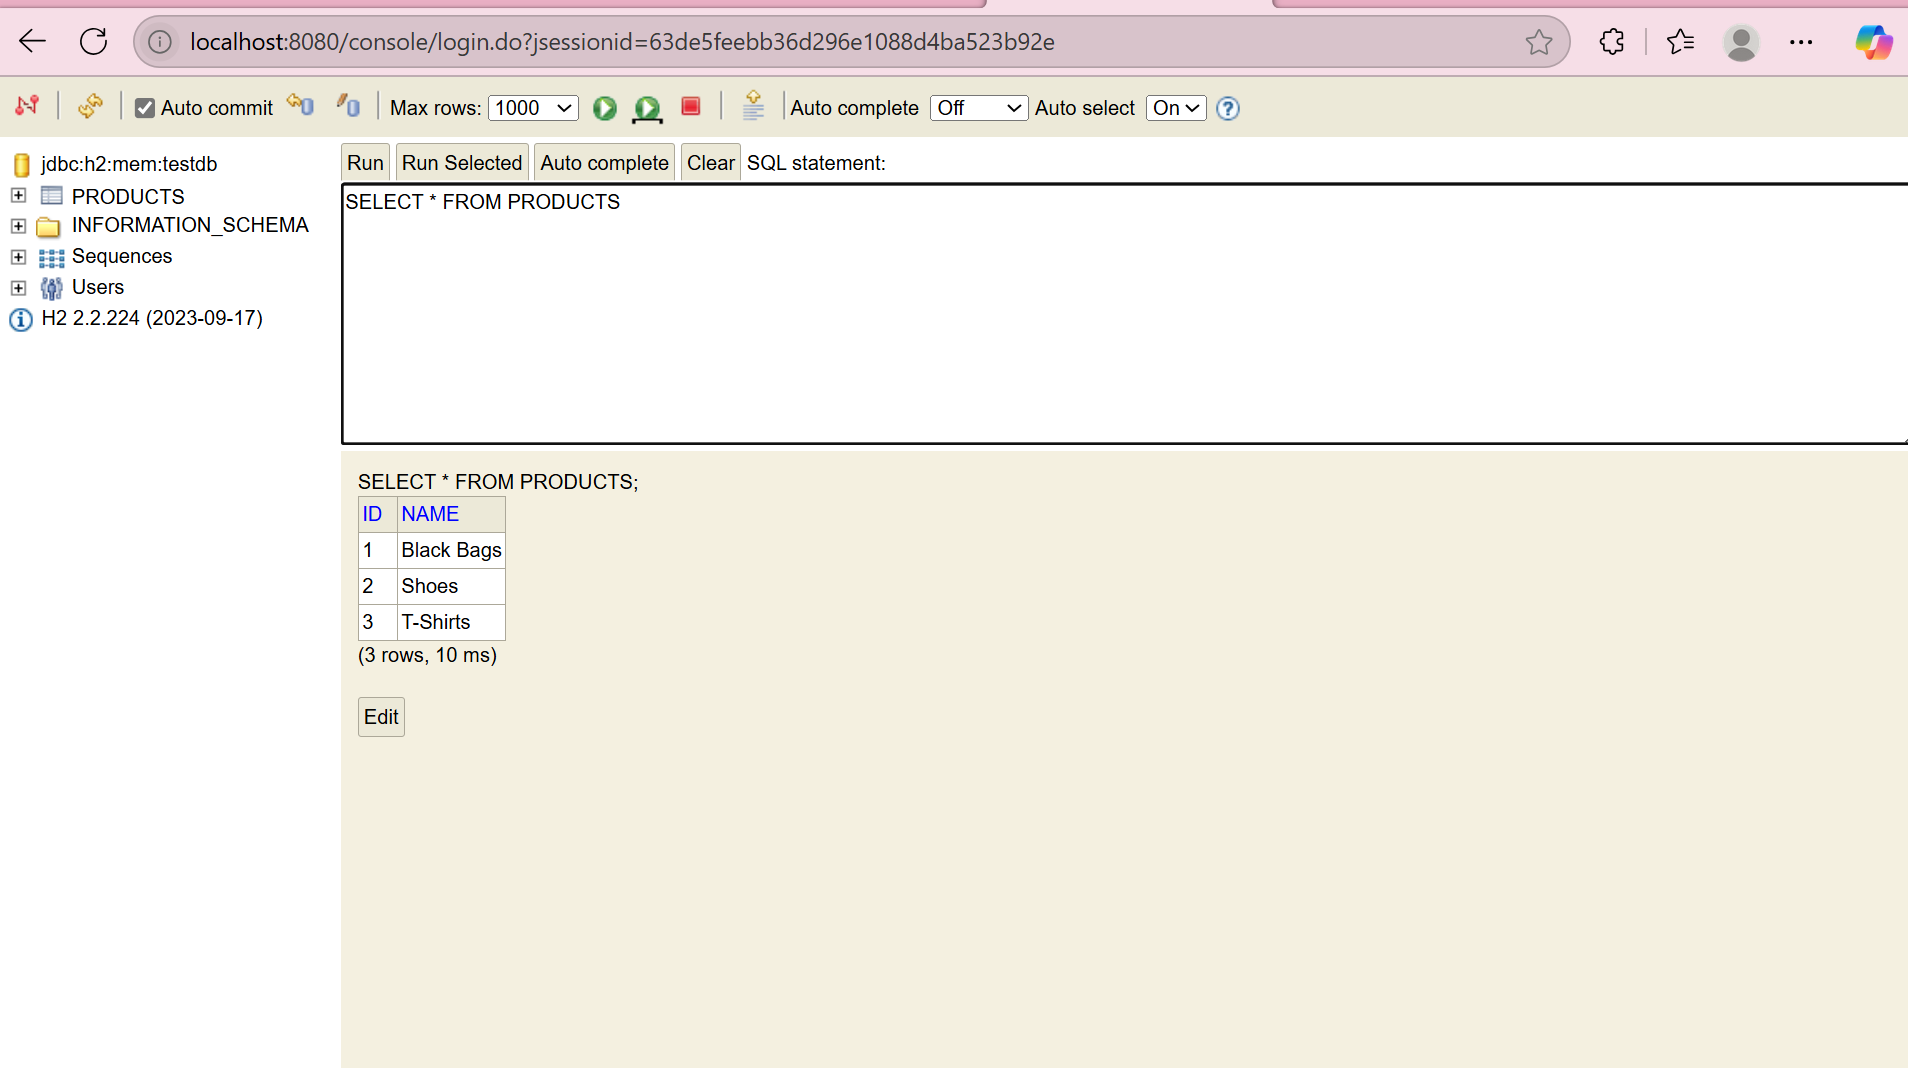 localhost:8080/console/login.do?jsessionid=63de5feebb36d296e1088d4ba523b92e
Auto commit Max rows: 1000 Auto complete Off Auto select On
jdbc:h2:mem:testdb
PRODUCTS
INFORMATION_SCHEMA
Sequences
Users
H2 2.2.224 (2023-09-17)
Run Run Selected Auto complete Clear SQL statement:
SELECT * FROM PRODUCTS
SELECT * FROM PRODUCTS;
ID NAME
1 Black Bags
2 Shoes
3 T-Shirts
(3 rows, 10 ms)
Edit